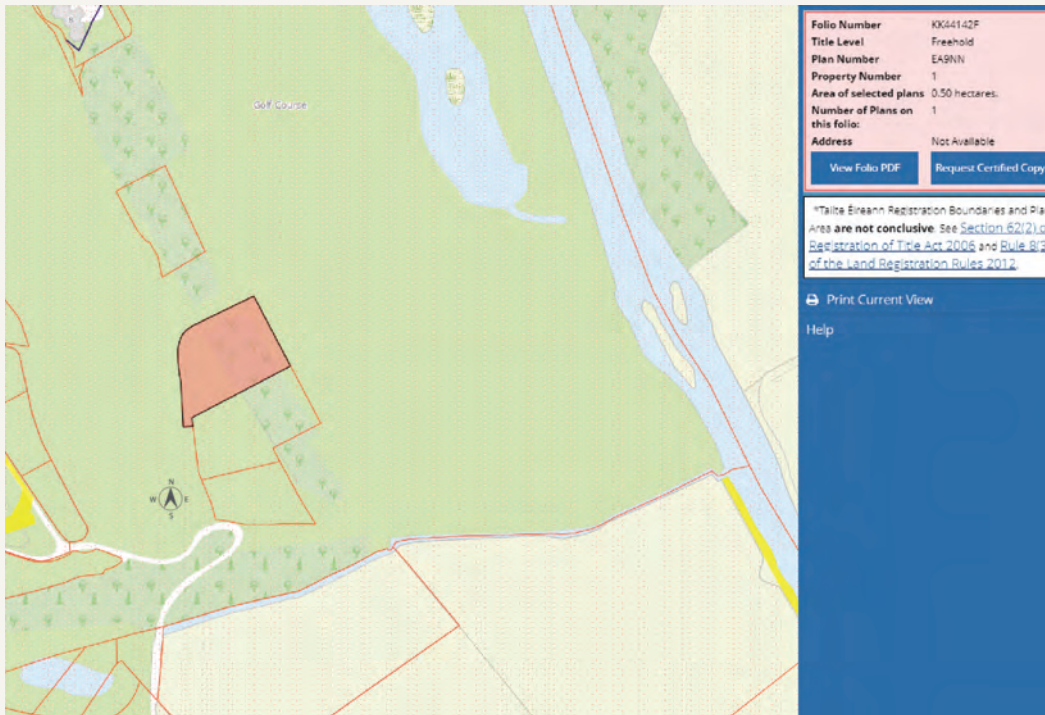 Golf Course
N
W E
S
Folio Number KK44142F
Title Level Freehold
Plan Number EA9NN
Property Number 1
Area of selected plans 0.50 hectares.
Number of Plans on 1
this folio:
Address Not Available
View Folio PDF Request Certified Copy
*Tailte Éireann Registration Boundaries and Pla
Area are not conclusive. See Section 62(2) o
Registration of Title Act 2006 and Rule 8(3
of the Land Registration Rules 2012.
Print Current View
Help